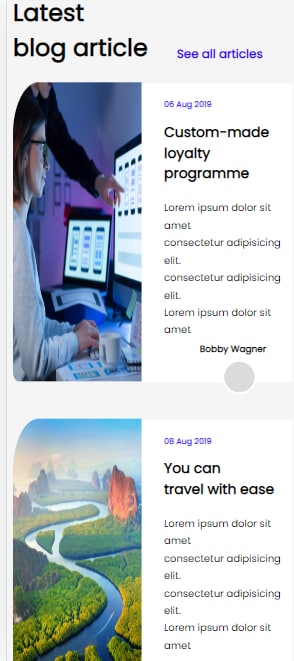 Latest
blog article
See all articles
06 Aug 2019
Custom-made
loyalty
programme
Lorem ipsum dolor sit
amet
consectetur adipisicing
elit.
consectetur adipisicing
elit.
Lorem ipsum dolor sit
amet
Bobby Wagner
08 Aug 2019
You can
travel with ease
Lorem ipsum dolor sit
amet
consectetur adipisicing
elit.
consectetur adipisicing
elit.
Lorem ipsum dolor sit
amet